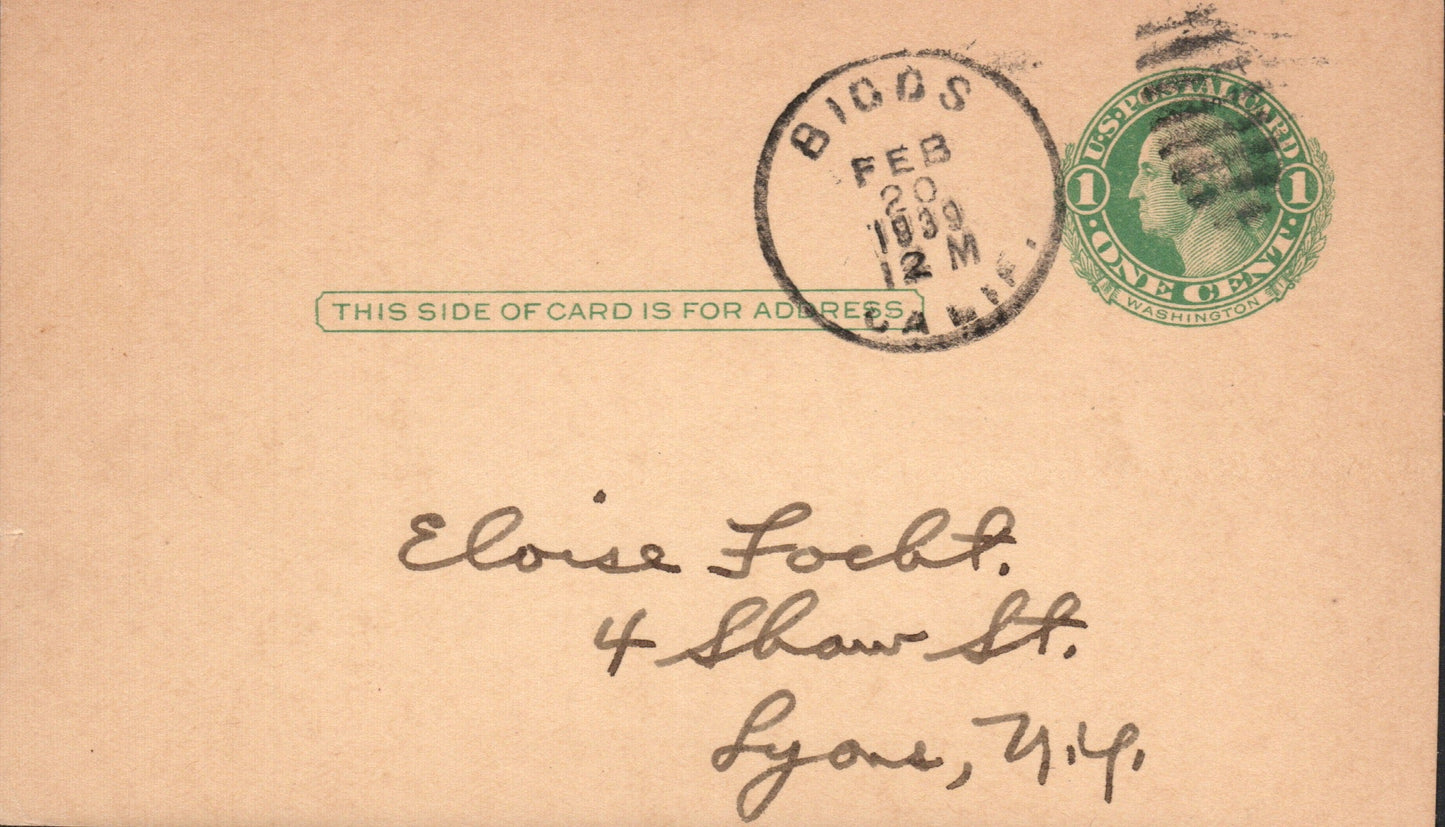 BIGGS
FEB
20
1939
12 M
CALIF.
U·S·POSTAL CARD
1 1
·ONE CENT·
WASHINGTON
THIS SIDE OF CARD IS FOR ADDRESS
Eloise Focht.
4 Shaw St.
Lyons, N.Y.